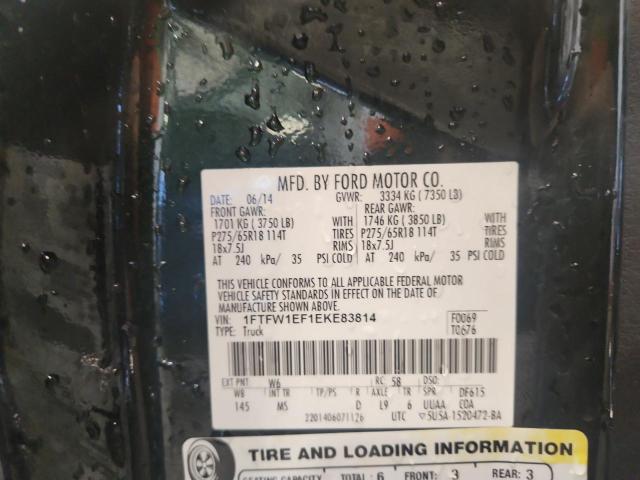 MFD. BY FORD MOTOR CO.
DATE: 06/14 GVWR: 3334 KG ( 7350 LB)
FRONT GAWR: REAR GAWR:
1701 KG ( 3750 LB) WITH 1746 KG ( 3850 LB) WITH
P275/65R18 114T TIRES P275/65R18 114T TIRES
18x7.5J RIMS 18x7.5J RIMS
AT 240 kPa/ 35 PSI COLD AT 240 kPa/ 35 PSI COLD
THIS VEHICLE CONFORMS TO ALL APPLICABLE FEDERAL MOTOR
VEHICLE SAFETY STANDARDS IN EFFECT ON THE DATE OF
MANUFACTURE SHOWN ABOVE.
VIN: 1FTFW1EF1EKE83814 F0069
TYPE: Truck T0676
EXT PNT: W6 RC: 58 DSO:
WB INT TR TP/PS R AXLE TR SPR DF615
145 MS D L9 6 UUAA COA
2201406071126 UTC ▽5U5A-1520472-BA
TIRE AND LOADING INFORMATION
SEATING CAPACITY TOTAL: 6 FRONT: 3 REAR: 3